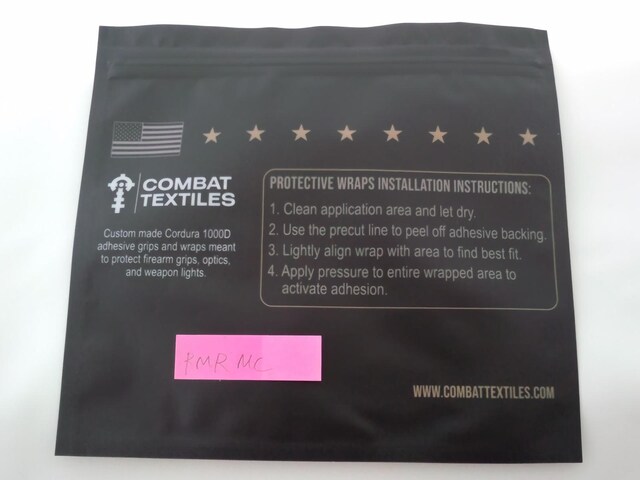 COMBAT
TEXTILES
Custom made Cordura 1000D
adhesive grips and wraps meant
to protect firearm grips, optics,
and weapon lights.
PROTECTIVE WRAPS INSTALLATION INSTRUCTIONS:
1. Clean application area and let dry.
2. Use the precut line to peel off adhesive backing.
3. Lightly align wrap with area to find best fit.
4. Apply pressure to entire wrapped area to
activate adhesion.
RMR MC
WWW.COMBATTEXTILES.COM